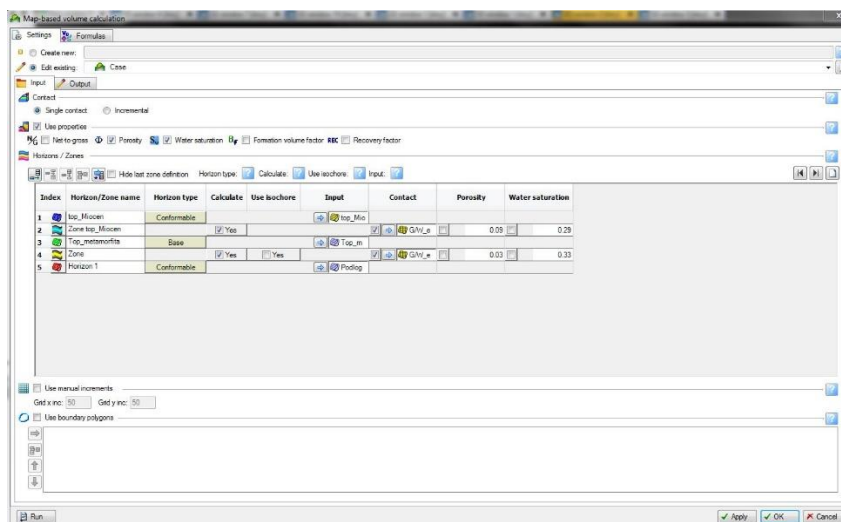 Map-based volume calculation
Settings Formulas
Create new:
Edit existing: Case
Input Output
Contact
Single contact Incremental
Use properties
N/G Net to gross Φ Porosity Sw Water saturation Bg Formation volume factor REC Recovery factor
Horizons / Zones
Hide last zone definition Horizon type: ? Calculate: ? Use isochore: ? Input: ?
Index Horizon/Zone name Horizon type Calculate Use isochore Input Contact Porosity Water saturation
1 top_Miocen Conformable top_Mio
2 Zone top_Miocen Yes G/W_e 0.09 0.29
3 Top_metamorfita Base Top_m
4 Zone Yes Yes G/W_e 0.03 0.33
5 Horizon 1 Conformable Podlog
Use manual increments
Grid x inc: 50 Grid y inc: 50
Use boundary polygons
Run Apply OK Cancel